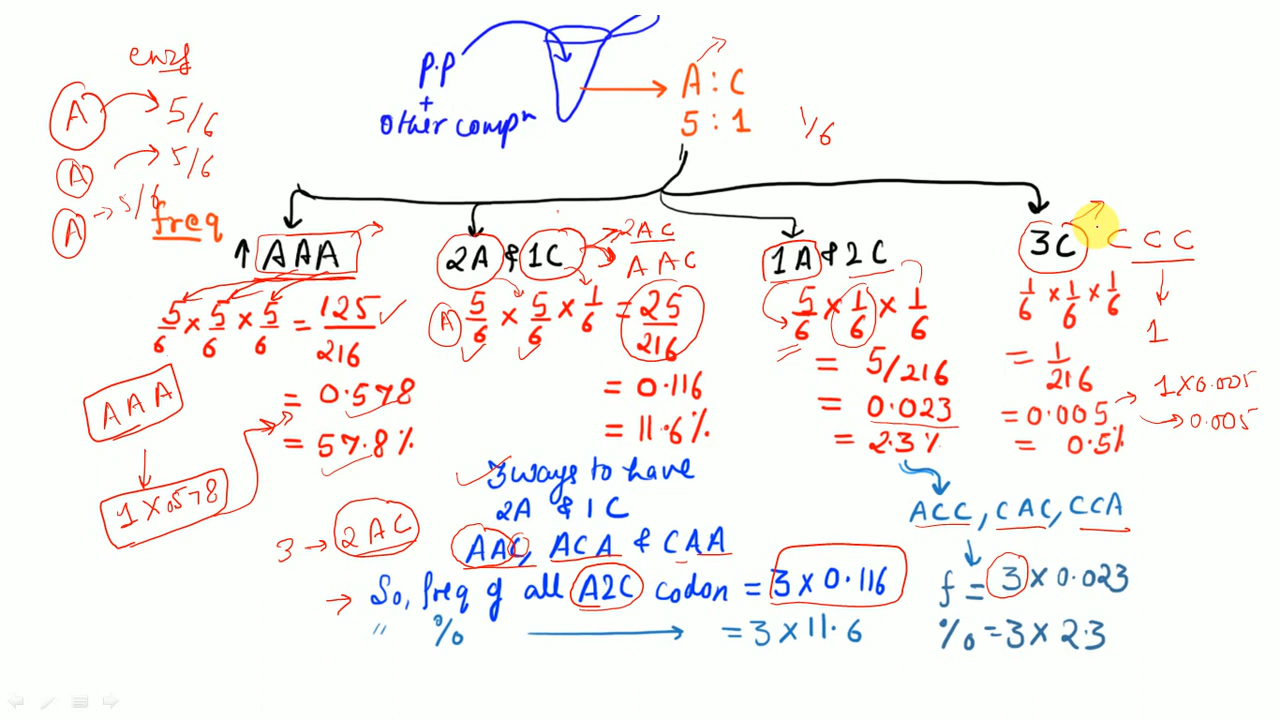 enzy
A → 5/6
A → 5/6
A → 5/6
freq
P.P
+
other compn
A : C
5 : 1
1/6
↑ AAA
5/6 × 5/6 × 5/6 = 125/216
= 0.578
= 57.8%
AAA
1 × 0578
2A & 1C
2AC
AAC
A
5/6 × 5/6 × 1/6 = 25/216
= 0.116
= 11.6%
3 ways to have
2A & 1C
3 → 2AC
AAC, ACA & CAA
→ So, freq of all A2C codon = 3 × 0.116
" % → = 3 × 11.6
1A & 2C
5/6 × 1/6 × 1/6
= 5/216
= 0.023
= 2.3%
ACC, CAC, CCA
f = 3 × 0.023
% = 3 × 2.3
3C
CCC
1
1/6 × 1/6 × 1/6
= 1/216
= 0.005
= 0.5%
→ 1 × 0.005
→ 0.005